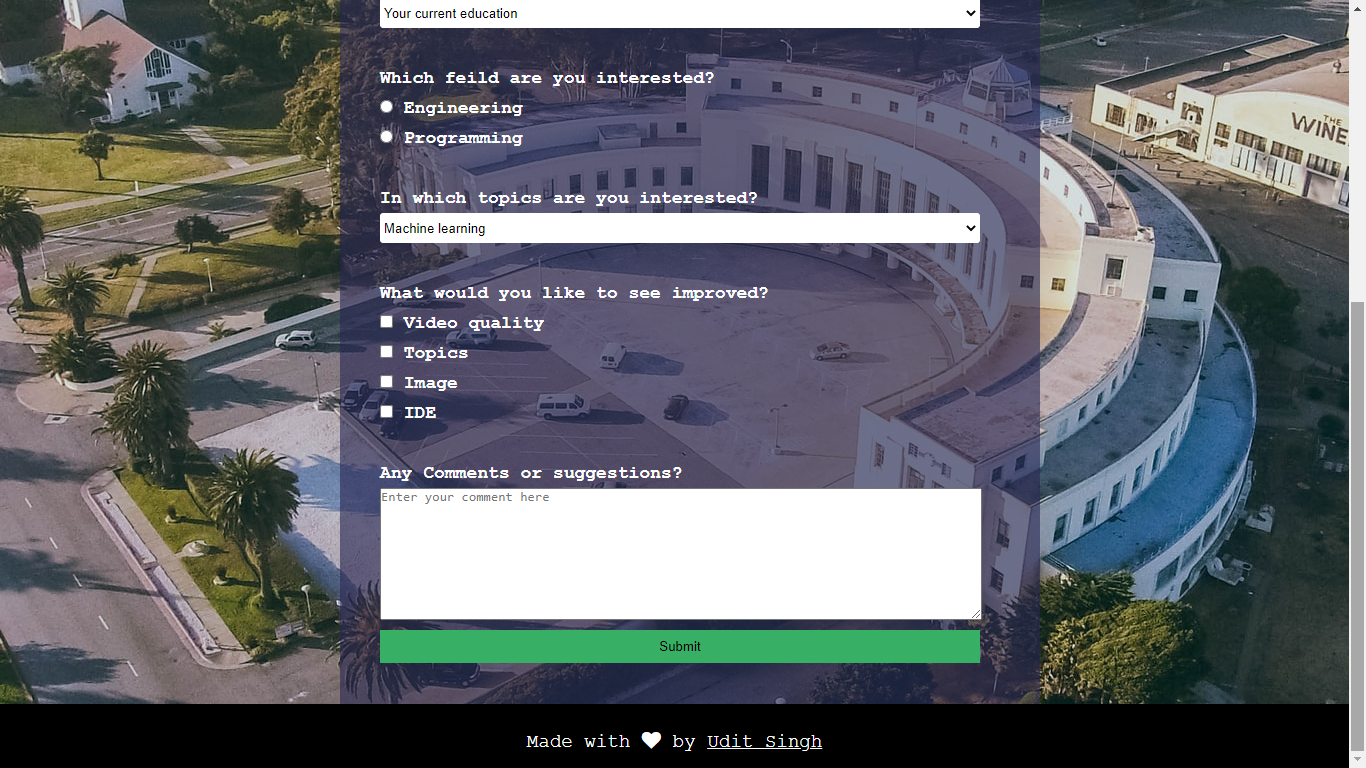 Your current education
Which feild are you interested?
Engineering
Programming
In which topics are you interested?
Machine learning
What would you like to see improved?
Video quality
Topics
Image
IDE
Any Comments or suggestions?
Enter your comment here
Submit
Made with by Udit Singh
THE
WINE